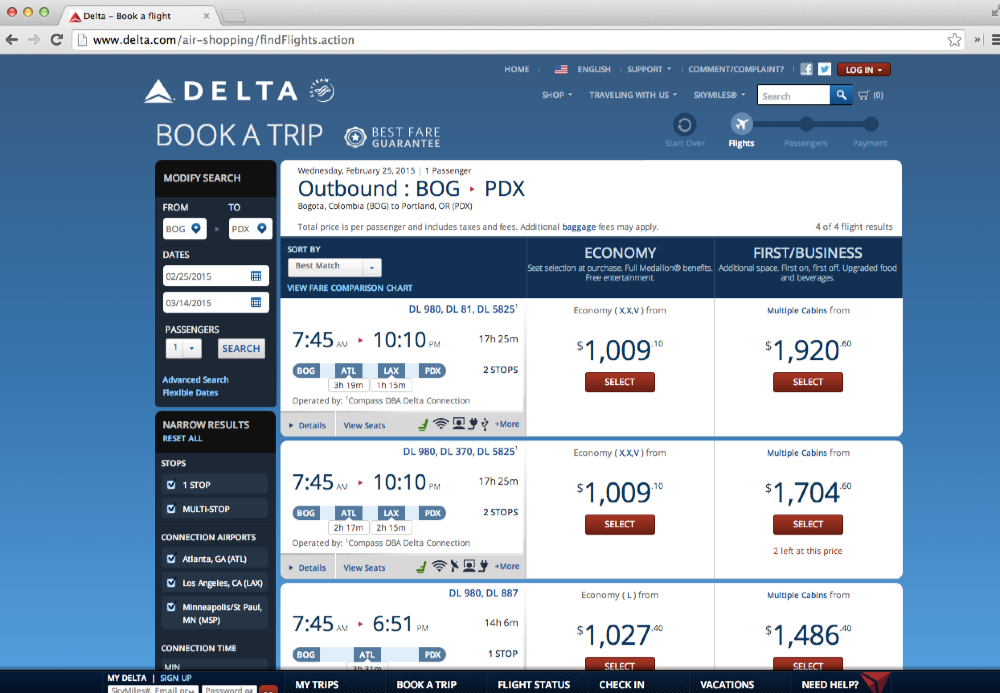 Delta - Book a flight
www.delta.com/air-shopping/findFlights.action
HOME ENGLISH SUPPORT COMMENT/COMPLAINT? LOG IN
DELTA
SKYTEAM
SHOP TRAVELING WITH US SKYMILES® Search (0)
BOOK A TRIP BEST FARE GUARANTEE
Start Over Flights Passengers Payment
MODIFY SEARCH
FROM TO
BOG PDX
DATES
02/25/2015
03/14/2015
PASSENGERS
1 SEARCH
Advanced Search
Flexible Dates
NARROW RESULTS
RESET ALL
STOPS
1 STOP
MULTI-STOP
CONNECTION AIRPORTS
Atlanta, GA (ATL)
Los Angeles, CA (LAX)
Minneapolis/St Paul,
MN (MSP)
CONNECTION TIME
MIN
Wednesday, February 25, 2015 | 1 Passenger
Outbound : BOG PDX
Bogota, Colombia (BOG) to Portland, OR (PDX)
Total price is per passenger and includes taxes and fees. Additional baggage fees may apply.
4 of 4 flight results
SORT BY
Best Match
VIEW FARE COMPARISON CHART
ECONOMY
Seat selection at purchase. Full Medallion® benefits.
Free entertainment.
FIRST/BUSINESS
Additional space. First on, first off. Upgraded food
and beverages.
DL 980, DL 81, DL 5825¹
7:45 AM 10:10 PM 17h 25m
BOG ATL LAX PDX 2 STOPS
3h 19m 1h 15m
Operated by: ¹Compass DBA Delta Connection
Details View Seats +More
Economy (X,X,V) from
$1,009.10
SELECT
Multiple Cabins from
$1,920.60
SELECT
DL 980, DL 370, DL 5825¹
7:45 AM 10:10 PM 17h 25m
BOG ATL LAX PDX 2 STOPS
2h 17m 2h 15m
Operated by: ¹Compass DBA Delta Connection
Details View Seats +More
Economy (X,X,V) from
$1,009.10
SELECT
Multiple Cabins from
$1,704.60
SELECT
2 left at this price
DL 980, DL 887
7:45 AM 6:51 PM 14h 6m
BOG ATL PDX 1 STOP
3h 31m
Economy (L) from
$1,027.40
SELECT
Multiple Cabins from
$1,486.40
SELECT
MY DELTA | SIGN UP
SkyMiles#, Email or Password
MY TRIPS BOOK A TRIP FLIGHT STATUS CHECK IN VACATIONS NEED HELP?